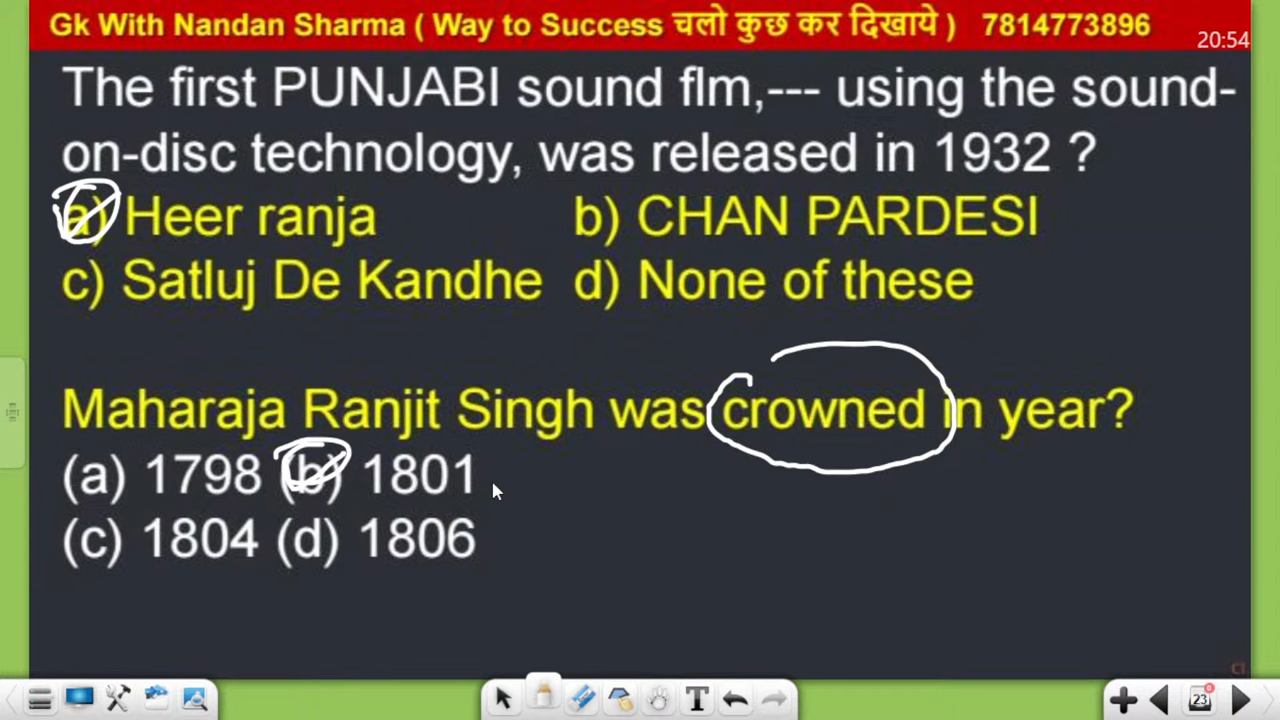 Gk With Nandan Sharma ( Way to Success चलो कुछ कर दिखाये ) 7814773896
20:54
The first PUNJABI sound flm,--- using the sound-
on-disc technology, was released in 1932 ?
a) Heer ranja b) CHAN PARDESI
c) Satluj De Kandhe d) None of these
Maharaja Ranjit Singh was crowned in year?
(a) 1798 (b) 1801
(c) 1804 (d) 1806
T 23